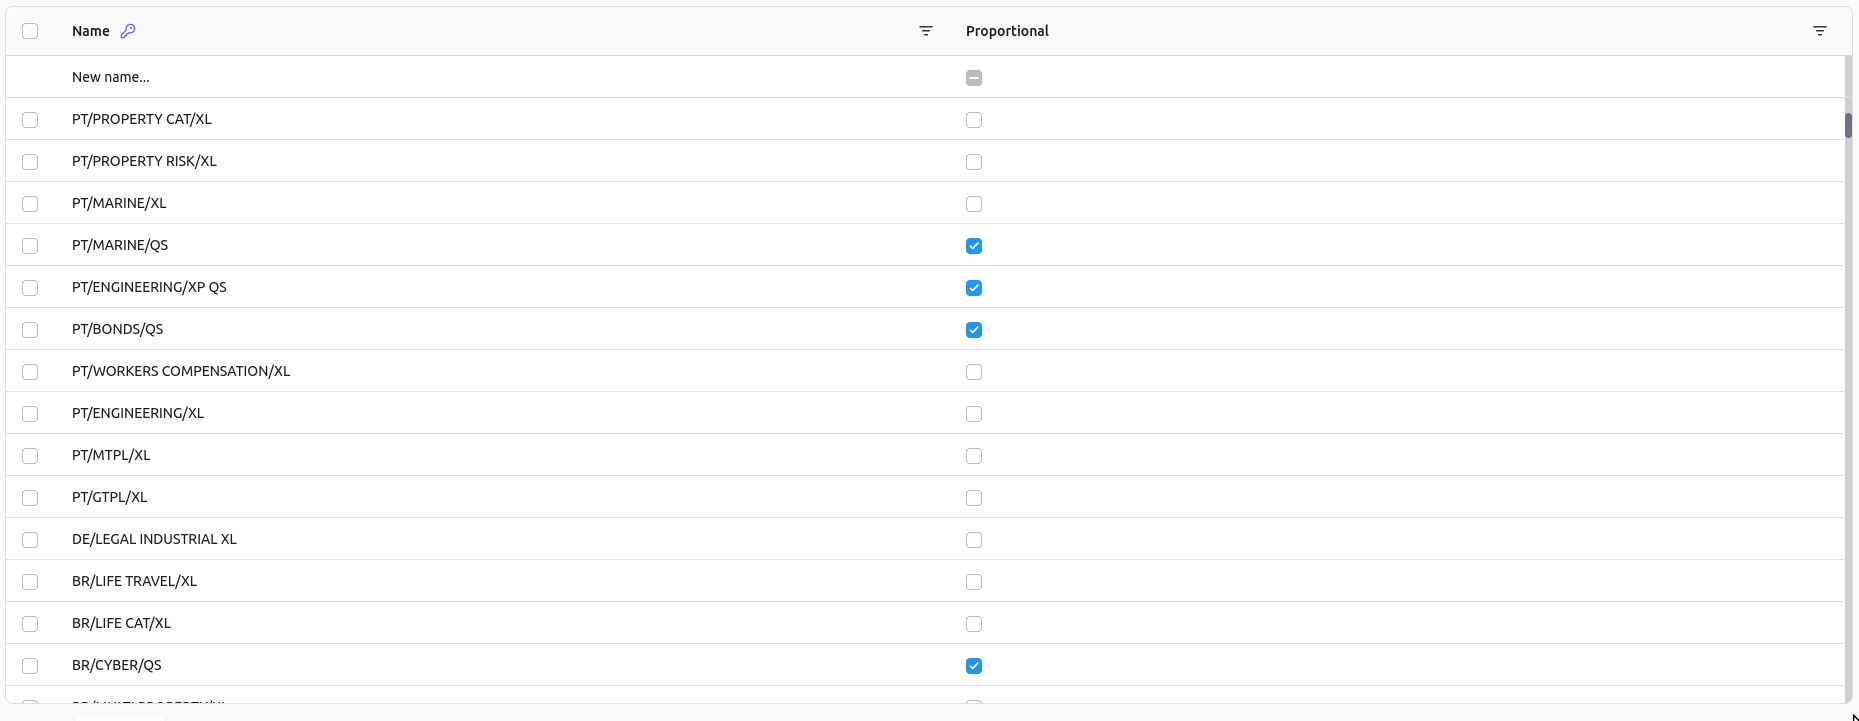 Name Proportional
New name...
PT/PROPERTY CAT/XL
PT/PROPERTY RISK/XL
PT/MARINE/XL
PT/MARINE/QS
PT/ENGINEERING/XP QS
PT/BONDS/QS
PT/WORKERS COMPENSATION/XL
PT/ENGINEERING/XL
PT/MTPL/XL
PT/GTPL/XL
DE/LEGAL INDUSTRIAL XL
BR/LIFE TRAVEL/XL
BR/LIFE CAT/XL
BR/CYBER/QS